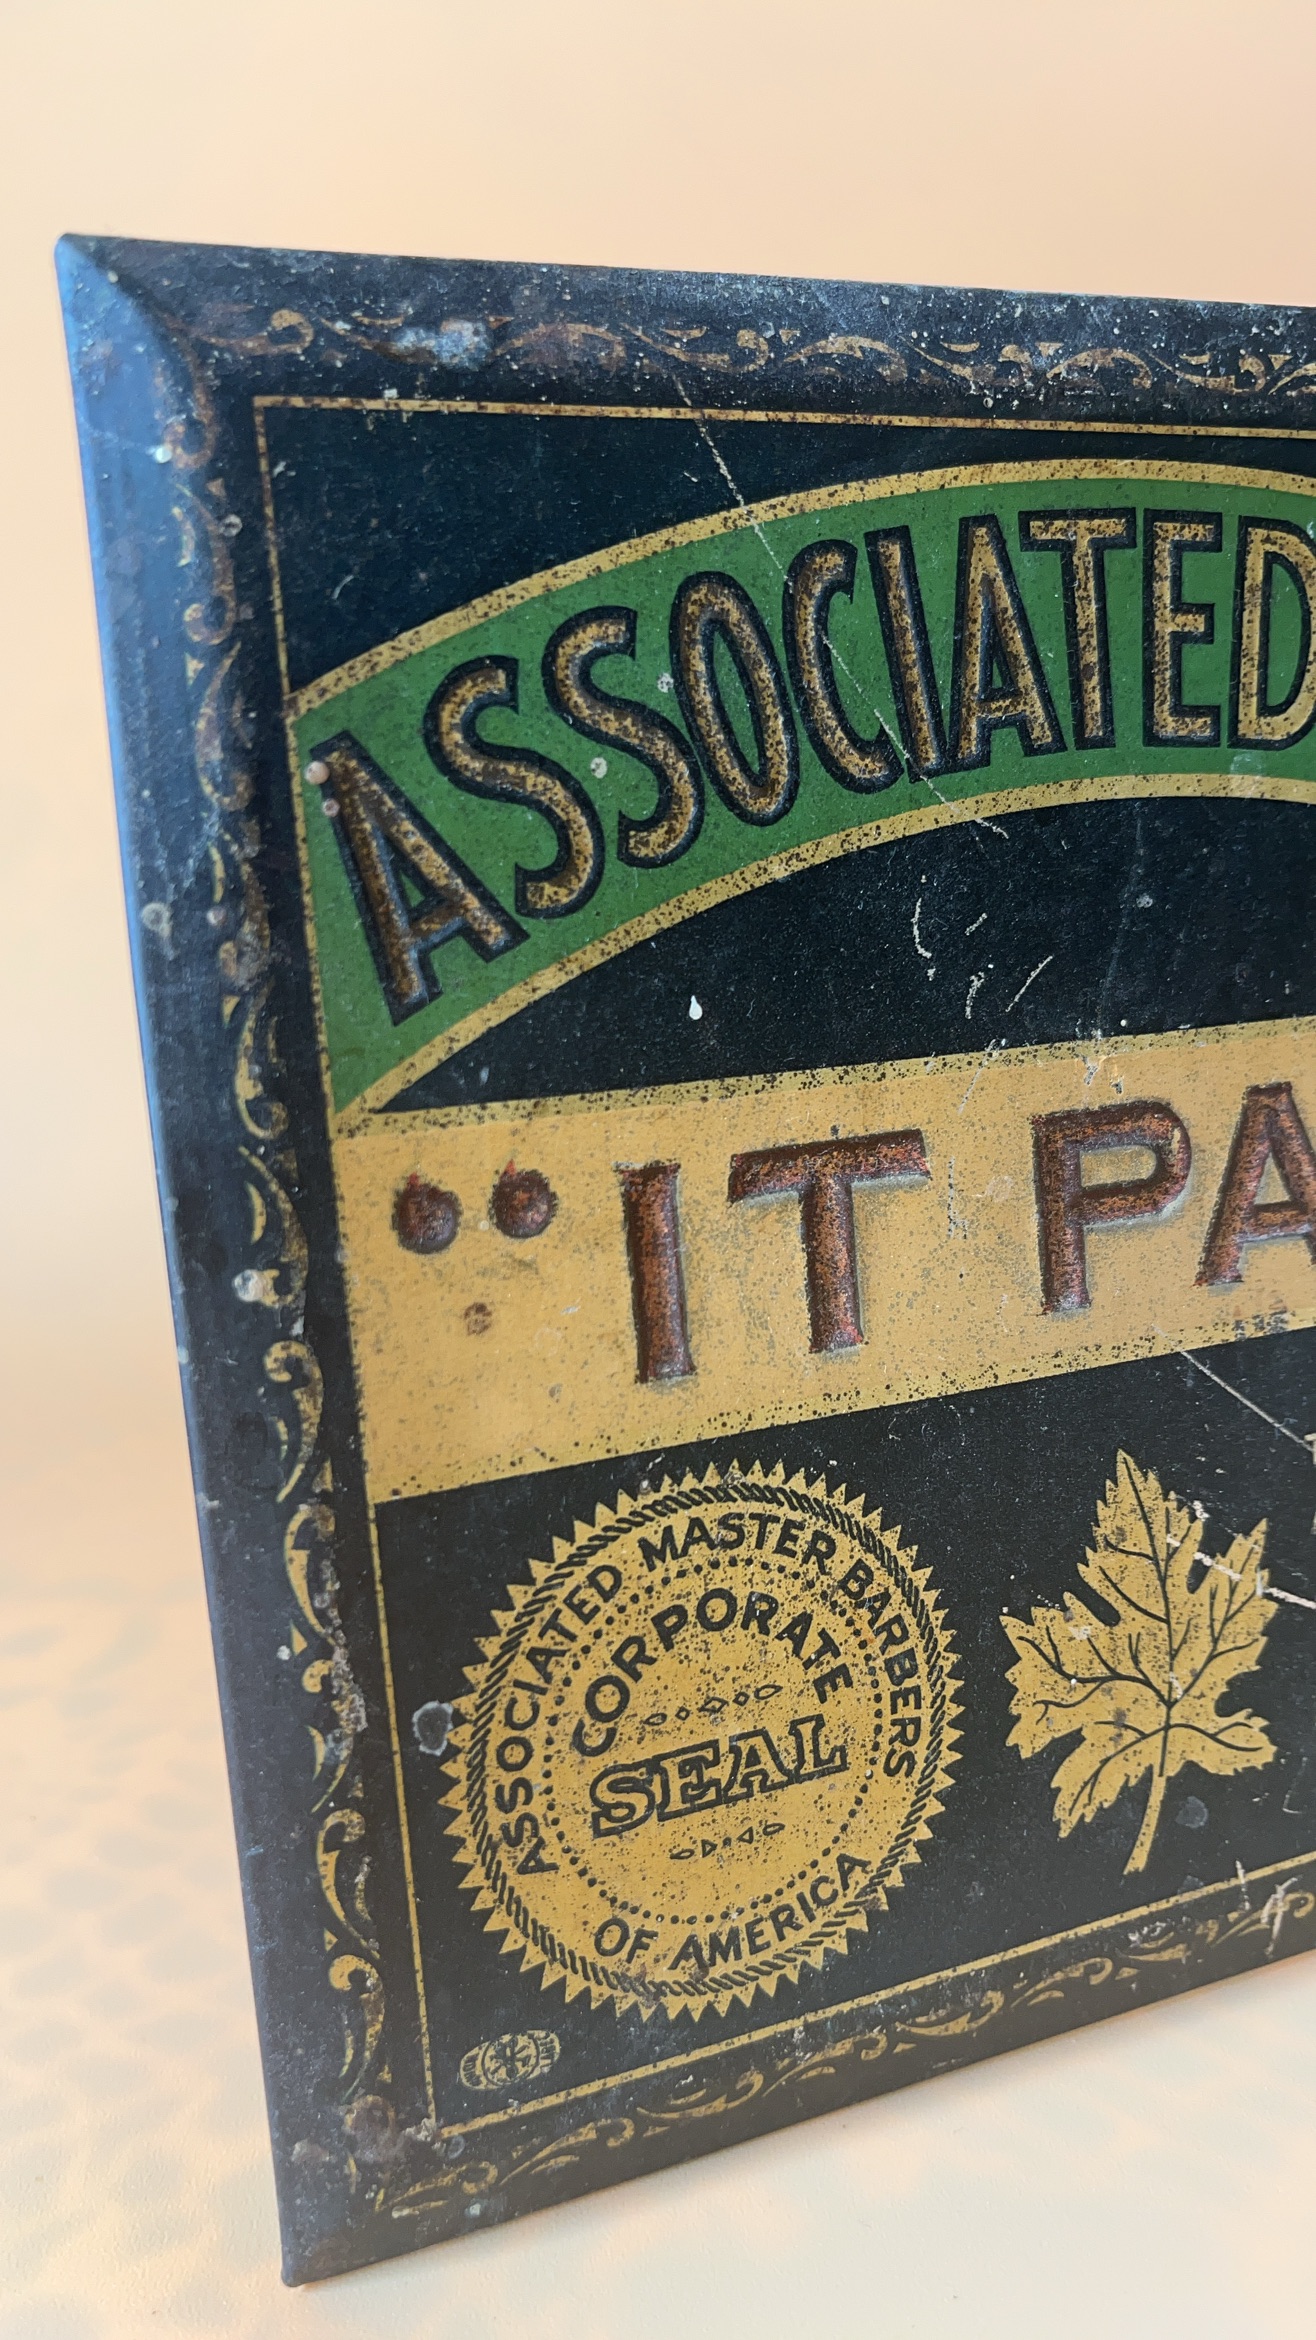 ASSOCIATED
"IT PA
ASSOCIATED MASTER BARBERS
CORPORATE
SEAL
OF AMERICA